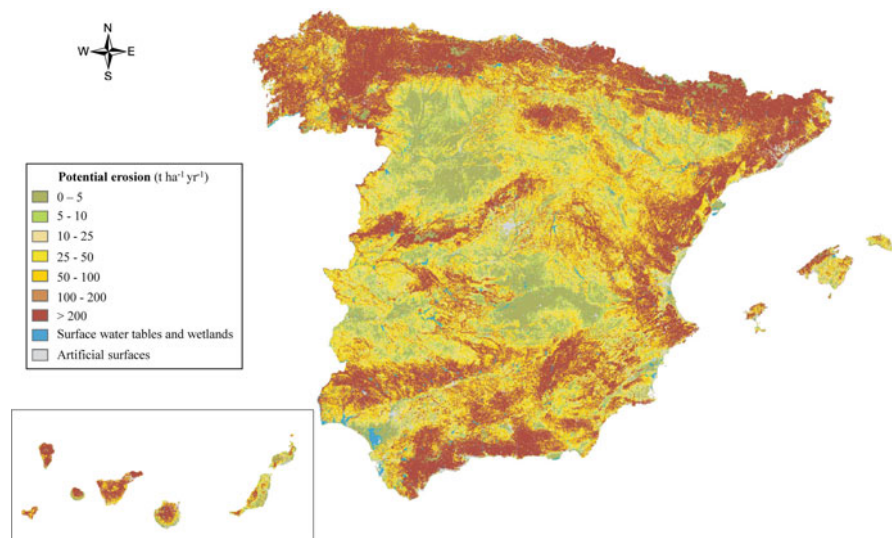 N
W E
S
Potential erosion (t ha⁻¹ yr⁻¹)
0 – 5
5 - 10
10 - 25
25 - 50
50 - 100
100 - 200
> 200
Surface water tables and wetlands
Artificial surfaces